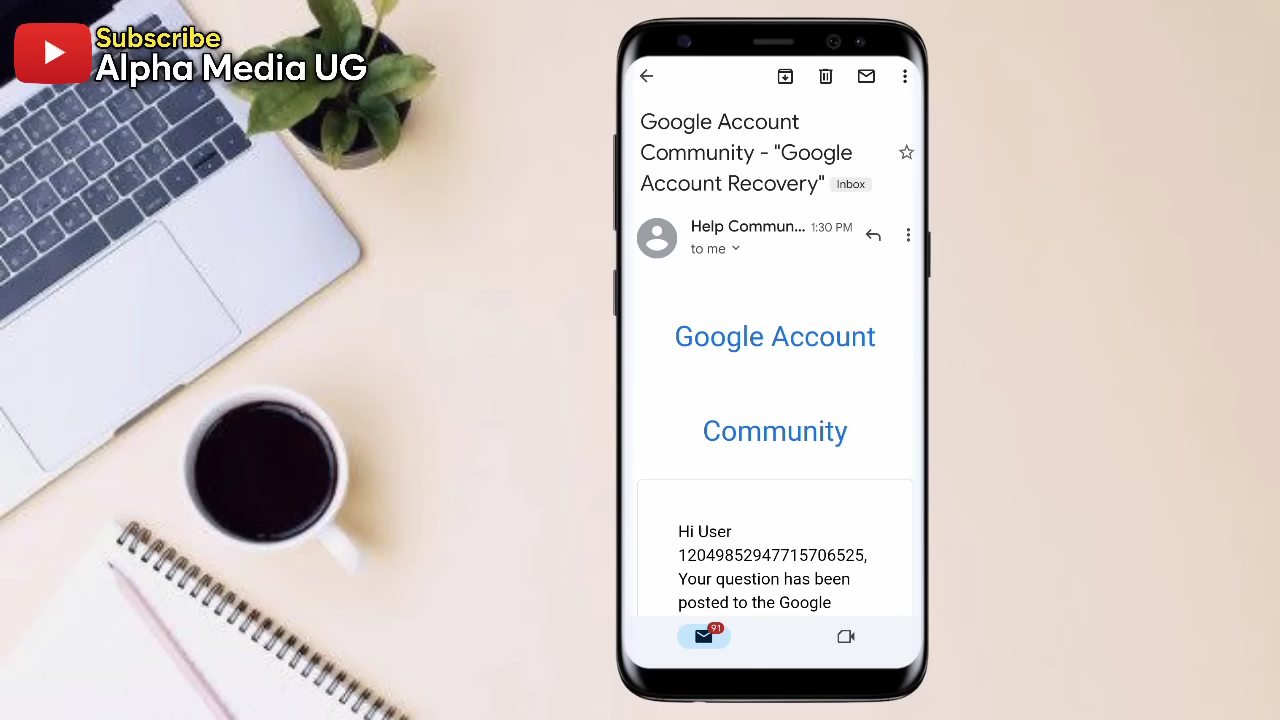 Subscribe
Alpha Media UG
Google Account
Community - "Google
Account Recovery" Inbox
Help Commun... 1:30 PM
to me
Google Account
Community
Hi User
12049852947715706525,
Your question has been
posted to the Google
91